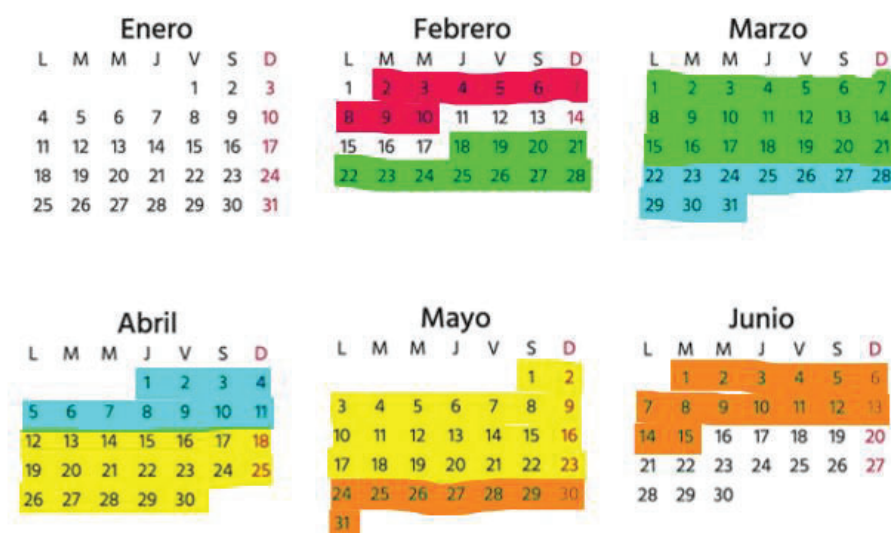 Enero
L M M J V S D
1 2 3
4 5 6 7 8 9 10
11 12 13 14 15 16 17
18 19 20 21 22 23 24
25 26 27 28 29 30 31
Febrero
L M M J V S D
1 2 3 4 5 6 7
8 9 10 11 12 13 14
15 16 17 18 19 20 21
22 23 24 25 26 27 28
Marzo
L M M J V S D
1 2 3 4 5 6 7
8 9 10 11 12 13 14
15 16 17 18 19 20 21
22 23 24 25 26 27 28
29 30 31
Abril
L M M J V S D
1 2 3 4
5 6 7 8 9 10 11
12 13 14 15 16 17 18
19 20 21 22 23 24 25
26 27 28 29 30
Mayo
L M M J V S D
1 2
3 4 5 6 7 8 9
10 11 12 13 14 15 16
17 18 19 20 21 22 23
24 25 26 27 28 29 30
31
Junio
L M M J V S D
1 2 3 4 5 6
7 8 9 10 11 12 13
14 15 16 17 18 19 20
21 22 23 24 25 26 27
28 29 30